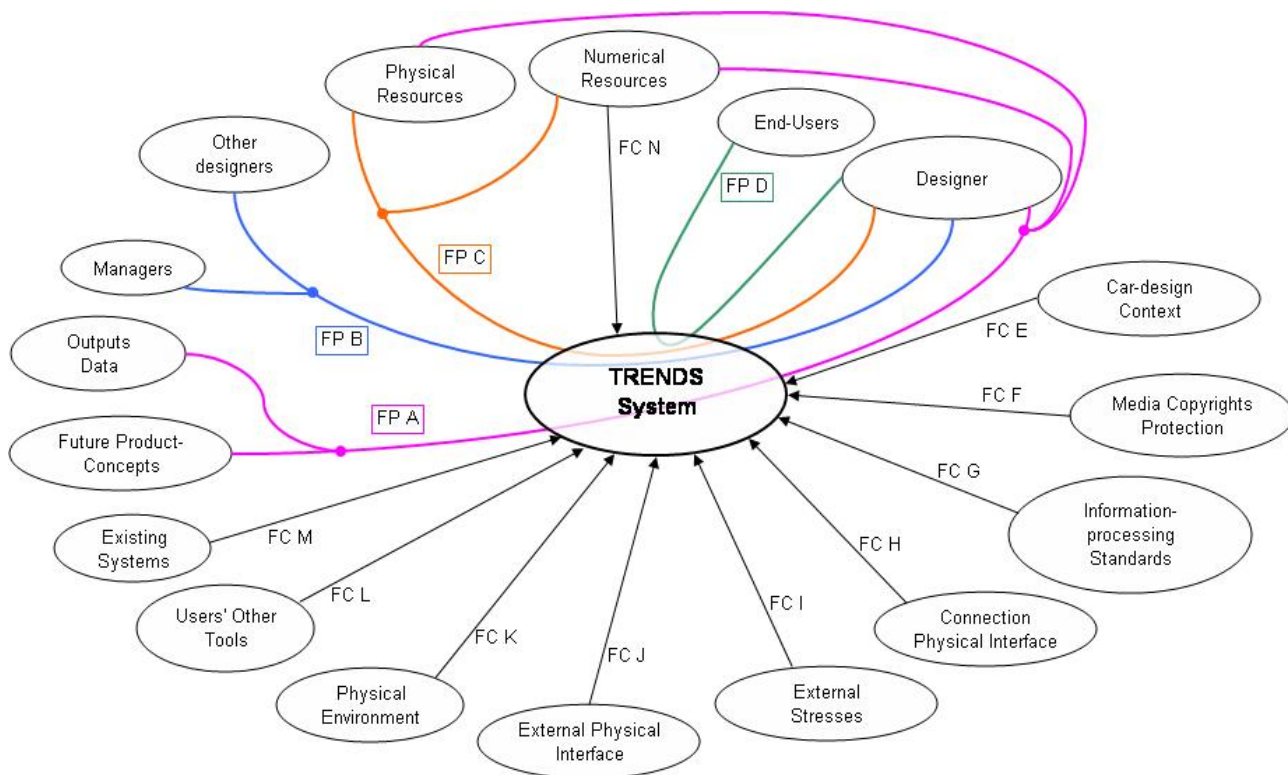 Physical
Resources
Numerical
Resources
End-Users
FC N
Other
designers
FP D
Designer
FP C
Managers
Car-design
Context
FP B
FC E
Outputs
Data
TRENDS
System
FC F
Media Copyrights
Protection
FP A
Future Product-
Concepts
FC G
Information-
processing
Standards
Existing
Systems
FC M
FC H
FC L
Users' Other
Tools
FC I
Connection
Physical Interface
FC K
FC J
Physical
Environment
External
Stresses
External Physical
Interface